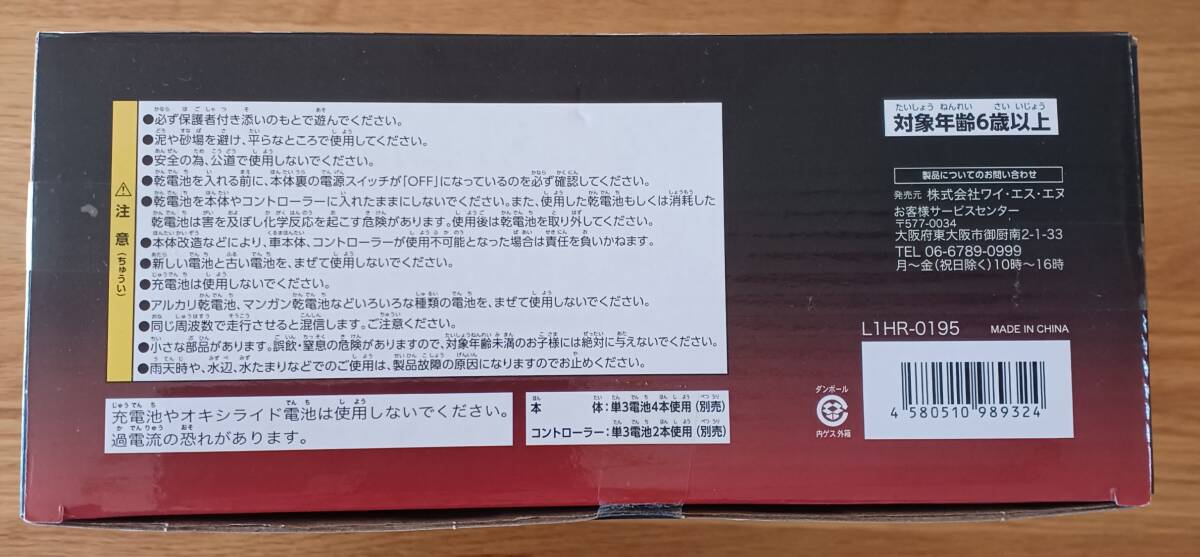 注意(ちゅうい)
●必ず保護者付き添いのもとで遊んでください。
●泥や砂場を避け、平らなところで使用してください。
●安全の為、公道で使用しないでください。
●乾電池を入れる前に、本体裏の電源スイッチが「OFF」になっているのを必ず確認してください。
●乾電池を本体やコントローラーに入れたままにしないでください。また、使用した乾電池もしくは消耗した
乾電池は害を及ぼし化学反応を起こす危険があります。使用後は乾電池を取り外してください。
●本体改造などにより、車本体、コントローラーが使用不可能となった場合は責任を負いかねます。
●新しい電池と古い電池を、まぜて使用しないでください。
●充電池は使用しないでください。
●アルカリ乾電池、マンガン乾電池などいろいろな種類の電池を、まぜて使用しないでください。
●同じ周波数で走行させると混信します。ご注意ください。
●小さな部品があります。誤飲・窒息の危険がありますので、対象年齢未満のお子様には絶対に与えないでください。
●雨天時や、水辺、水たまりなどでのご使用は、製品故障の原因になりますのでお止めください。
充電池やオキシライド電池は使用しないでください。
過電流の恐れがあります。
本　　　体:単3電池4本使用(別売)
コントローラー:単3電池2本使用(別売)
たいしょう ねんれい さい いじょう
対象年齢6歳以上
製品についてのお問い合わせ
発売元 株式会社ワイ・エス・エヌ
お客様サービスセンター
〒577-0034
大阪府東大阪市御厨南2-1-33
TEL 06-6789-0999
月～金(祝日除く)10時～16時
L1HR-0195 MADE IN CHINA
ダンボール
内ゲス 外箱
4 580510 989324